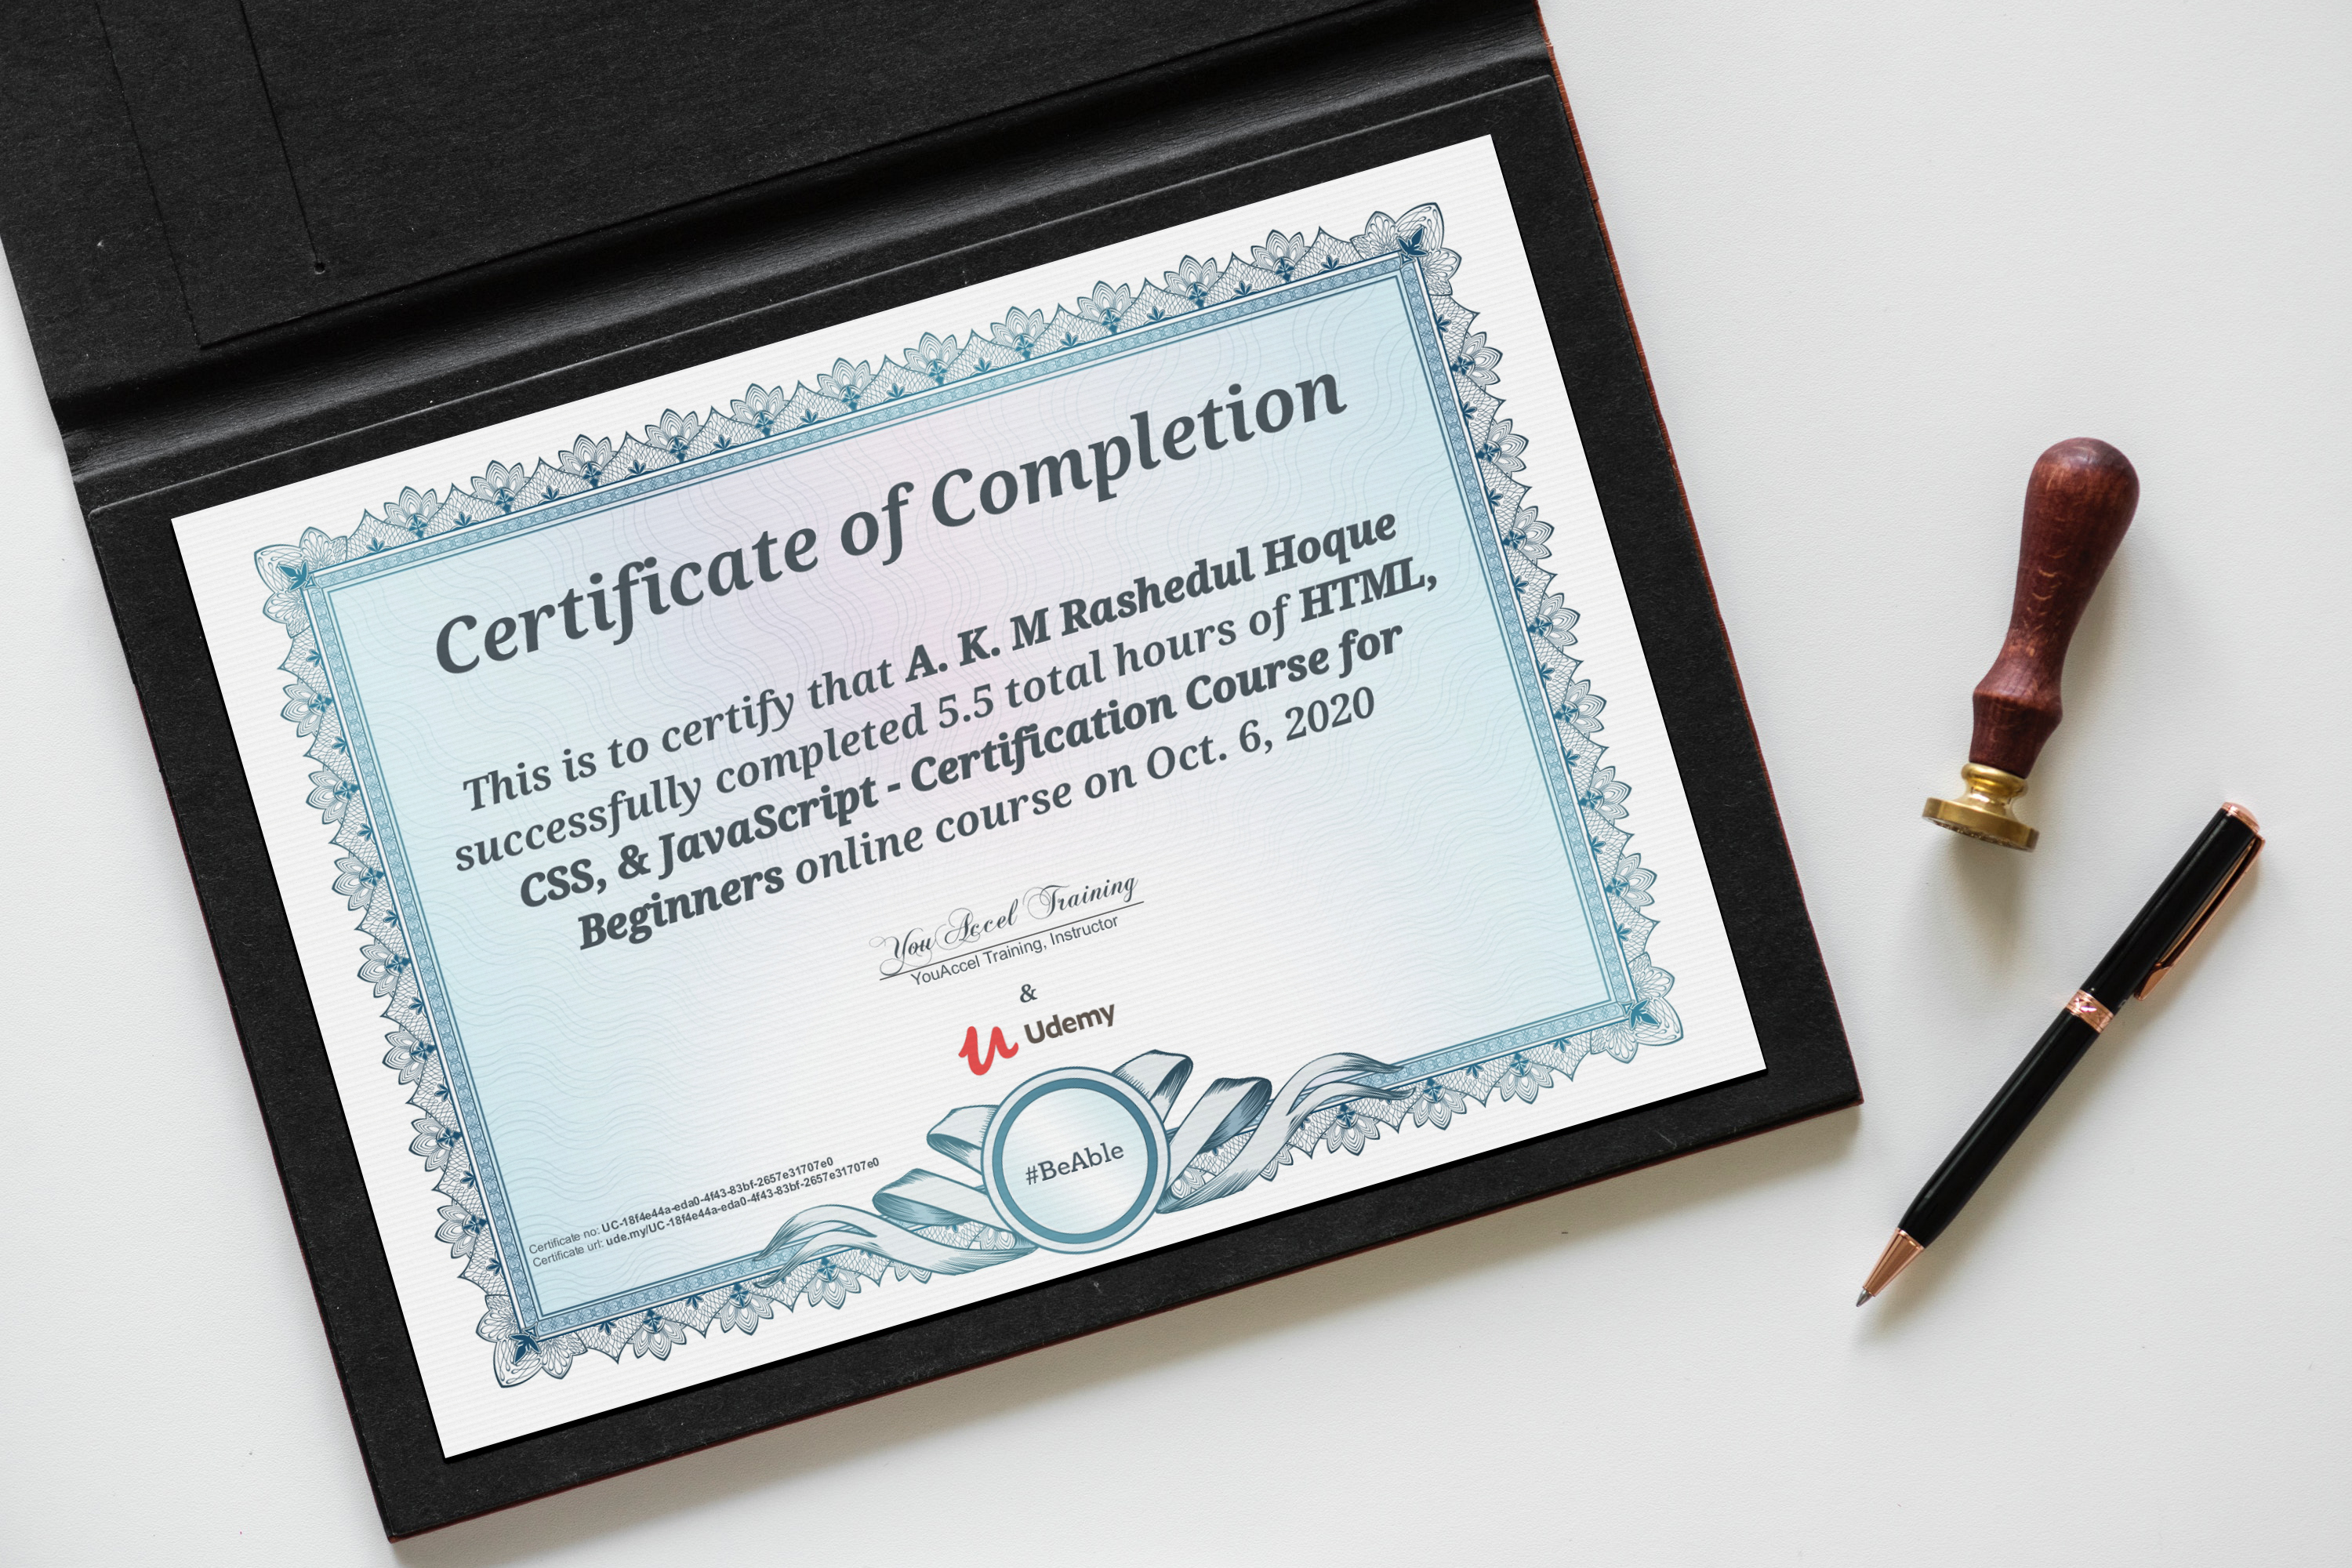 Certificate of Completion
This is to certify that A. K. M Rashedul Hoque
successfully completed 5.5 total hours of HTML,
CSS, & JavaScript - Certification Course for
Beginners online course on Oct. 6, 2020
YouAccel Training
YouAccel Training, Instructor
&
Udemy
#BeAble
Certificate no: UC-18f4e44a-eda0-4f43-83bf-2657e31707e0
Certificate url: ude.my/UC-18f4e44a-eda0-4f43-83bf-2657e31707e0